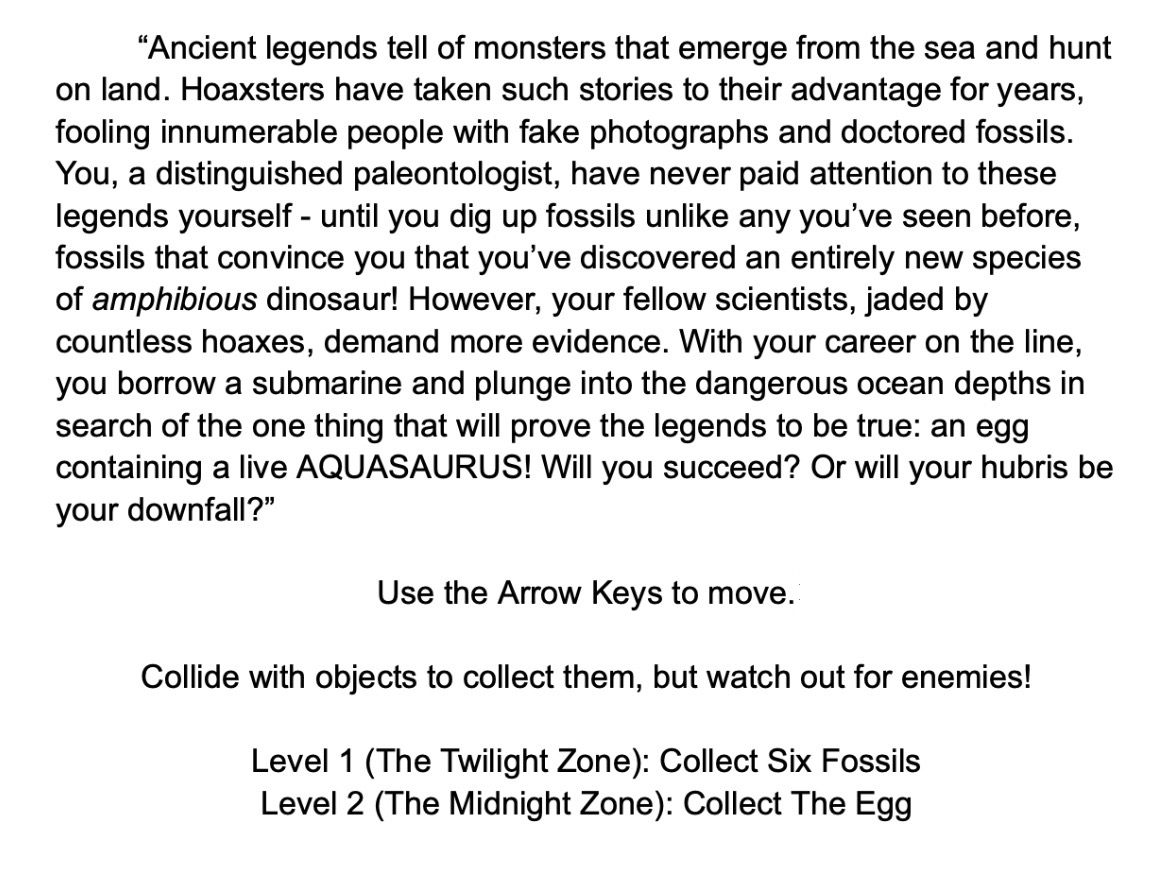 “Ancient legends tell of monsters that emerge from the sea and hunt
on land. Hoaxsters have taken such stories to their advantage for years,
fooling innumerable people with fake photographs and doctored fossils.
You, a distinguished paleontologist, have never paid attention to these
legends yourself - until you dig up fossils unlike any you’ve seen before,
fossils that convince you that you’ve discovered an entirely new species
of amphibious dinosaur! However, your fellow scientists, jaded by
countless hoaxes, demand more evidence. With your career on the line,
you borrow a submarine and plunge into the dangerous ocean depths in
search of the one thing that will prove the legends to be true: an egg
containing a live AQUASAURUS! Will you succeed? Or will your hubris be
your downfall?”
Use the Arrow Keys to move.
Collide with objects to collect them, but watch out for enemies!
Level 1 (The Twilight Zone): Collect Six Fossils
Level 2 (The Midnight Zone): Collect The Egg